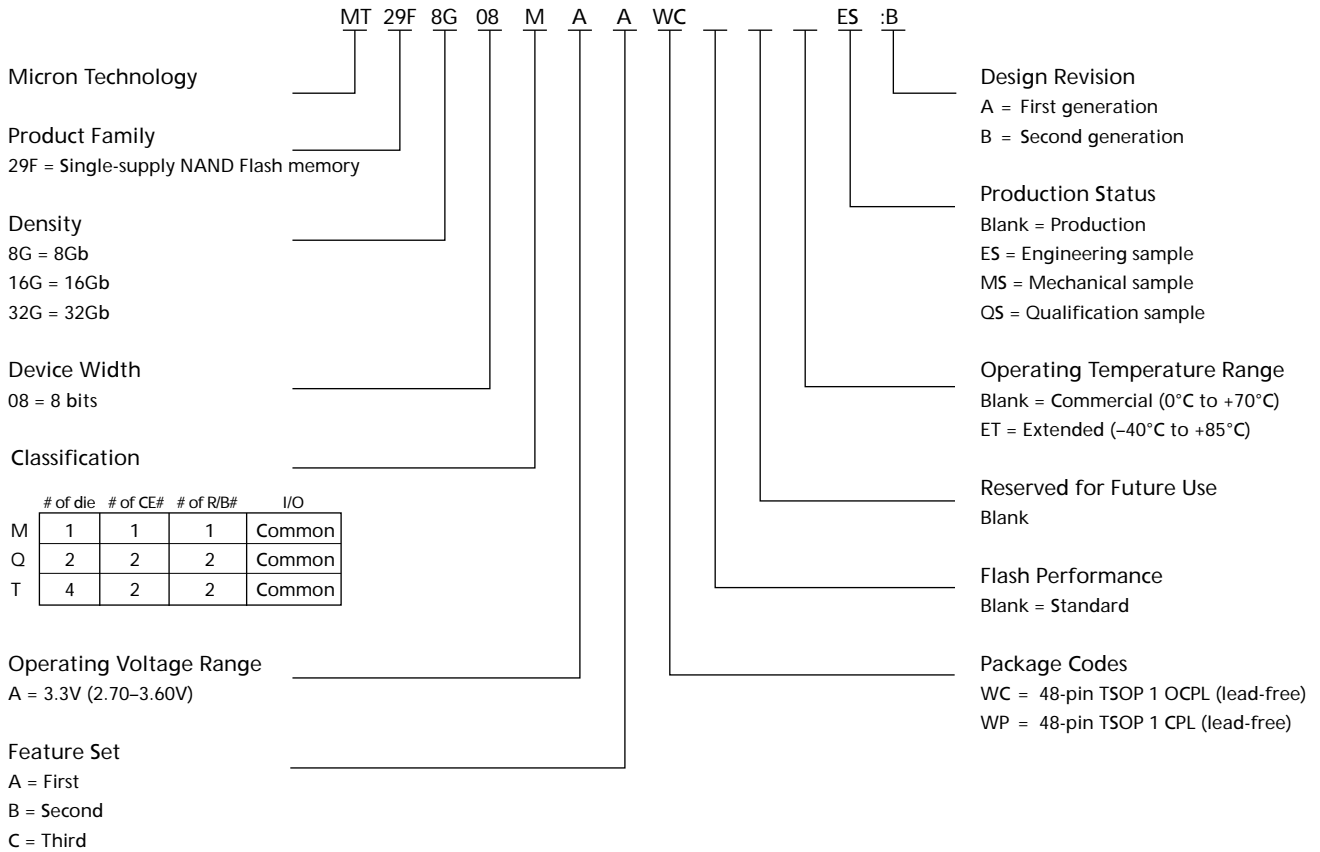 MT 29F 8G 08 M A A WC ES :B
Micron Technology
Product Family
29F = Single-supply NAND Flash memory
Density
8G = 8Gb
16G = 16Gb
32G = 32Gb
Device Width
08 = 8 bits
Classification
# of die # of CE# # of R/B# I/O
M 1 1 1 Common
Q 2 2 2 Common
T 4 2 2 Common
Operating Voltage Range
A = 3.3V (2.70–3.60V)
Feature Set
A = First
B = Second
C = Third
Design Revision
A = First generation
B = Second generation
Production Status
Blank = Production
ES = Engineering sample
MS = Mechanical sample
QS = Qualification sample
Operating Temperature Range
Blank = Commercial (0°C to +70°C)
ET = Extended (–40°C to +85°C)
Reserved for Future Use
Blank
Flash Performance
Blank = Standard
Package Codes
WC = 48-pin TSOP 1 OCPL (lead-free)
WP = 48-pin TSOP 1 CPL (lead-free)